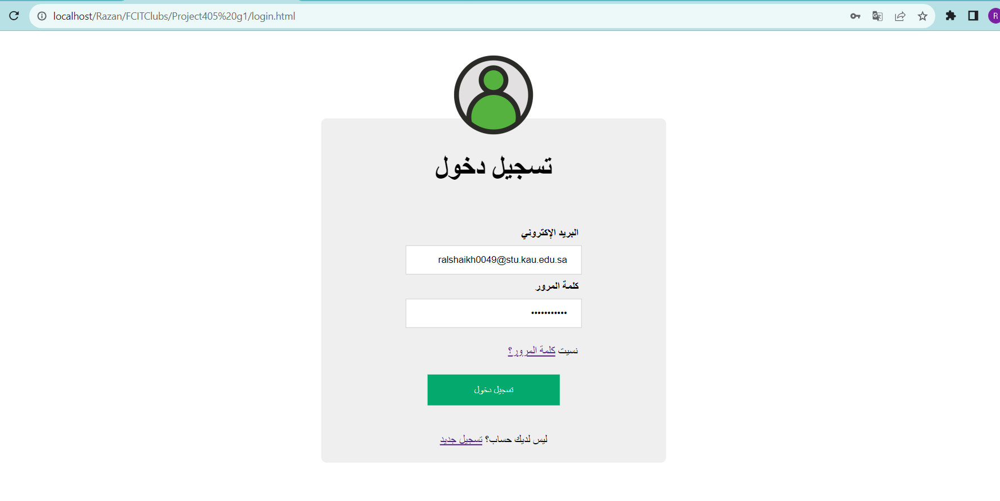 localhost/Razan/FCITClubs/Project405%20g1/login.html
R
تسجيل دخول
البريد الإكتروني
ralshaikh0049@stu.kau.edu.sa
كلمة المرور
•••••••••••
نسيت كلمة المرور؟
تسجيل دخول
ليس لديك حساب؟ تسجيل جديد